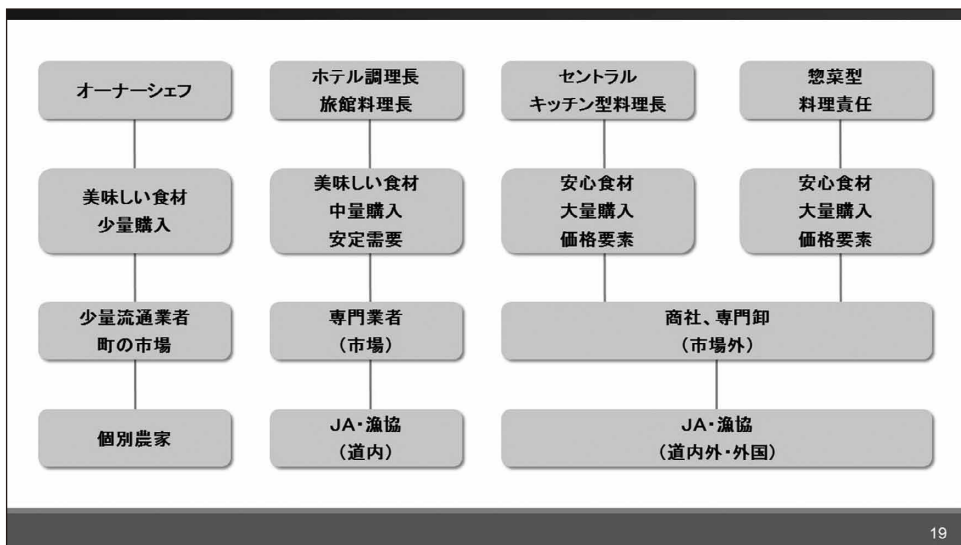 オーナーシェフ
ホテル調理長
旅館料理長
セントラル
キッチン型料理長
惣菜型
料理責任
美味しい食材
少量購入
美味しい食材
中量購入
安定需要
安心食材
大量購入
価格要素
安心食材
大量購入
価格要素
少量流通業者
町の市場
専門業者
（市場）
商社、専門卸
（市場外）
個別農家
JA・漁協
（道内）
JA・漁協
（道内外・外国）
19